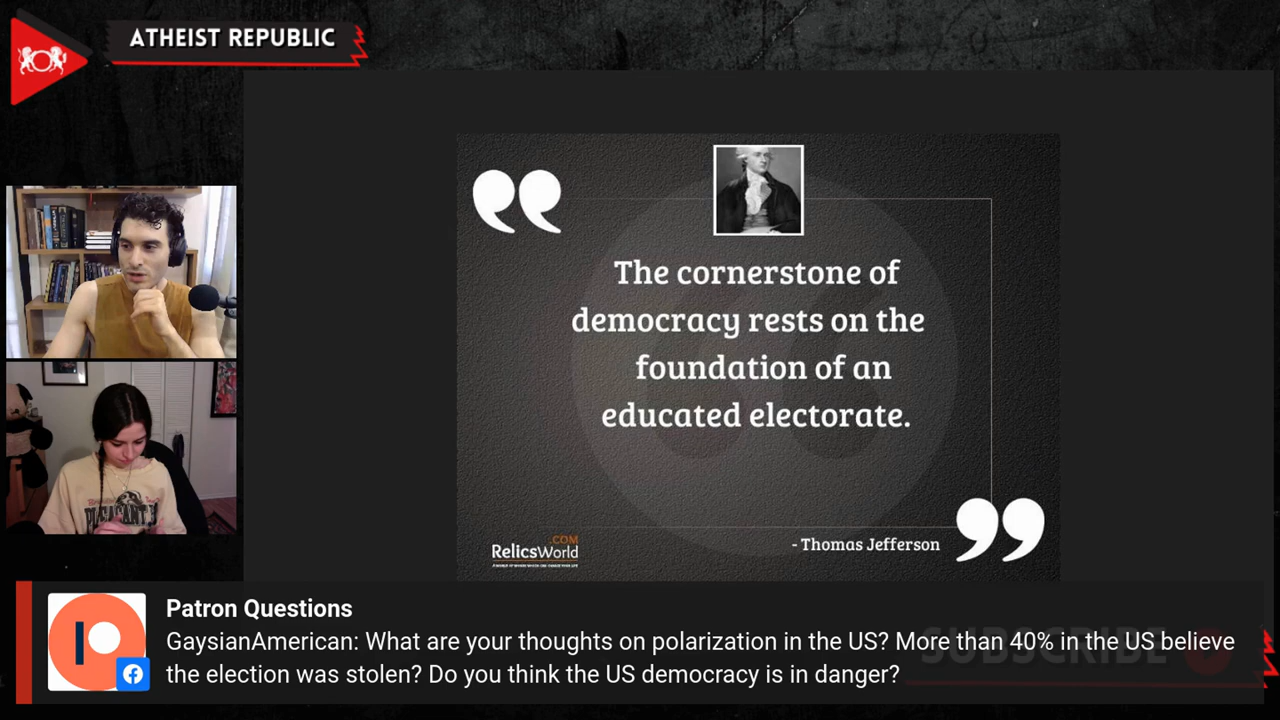 ATHEIST REPUBLIC
The cornerstone of
democracy rests on the
foundation of an
educated electorate.
- Thomas Jefferson
.COM
RelicsWorld
Patron Questions
GaysianAmerican: What are your thoughts on polarization in the US? More than 40% in the US believe
the election was stolen? Do you think the US democracy is in danger?
SUBSCRIBE